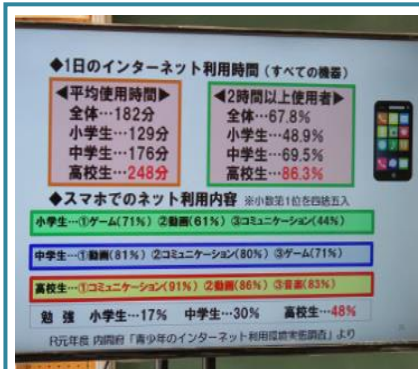 ◆1日のインターネット利用時間（すべての機器）
◀平均使用時間▶
全体…182分
小学生…129分
中学生…176分
高校生…248分
◀2時間以上使用者▶
全体…67.8%
小学生…48.9%
中学生…69.5%
高校生…86.3%
◆スマホでのネット利用内容 ※小数第1位を四捨五入
小学生…①ゲーム(71%) ②動画(61%) ③コミュニケーション(44%)
中学生…①動画(81%) ②コミュニケーション(80%) ③ゲーム(71%)
高校生…①コミュニケーション(91%) ②動画(86%) ③音楽(83%)
勉強 小学生…17% 中学生…30% 高校生…48%
R元年度 内閣府「青少年のインターネット利用環境実態調査」より